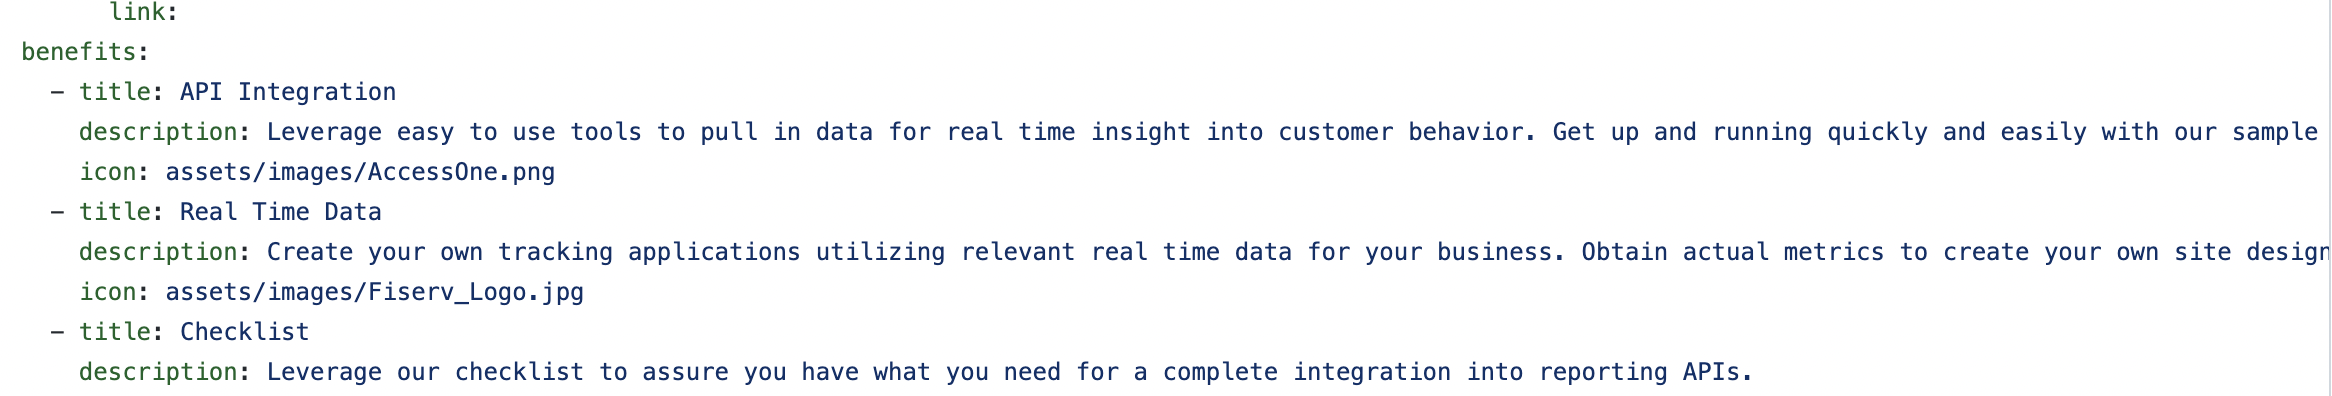 link:
benefits:
- title: API Integration
description: Leverage easy to use tools to pull in data for real time insight into customer behavior. Get up and running quickly and easily with our sample
icon: assets/images/AccessOne.png
- title: Real Time Data
description: Create your own tracking applications utilizing relevant real time data for your business. Obtain actual metrics to create your own site design
icon: assets/images/Fiserv_Logo.jpg
- title: Checklist
description: Leverage our checklist to assure you have what you need for a complete integration into reporting APIs.